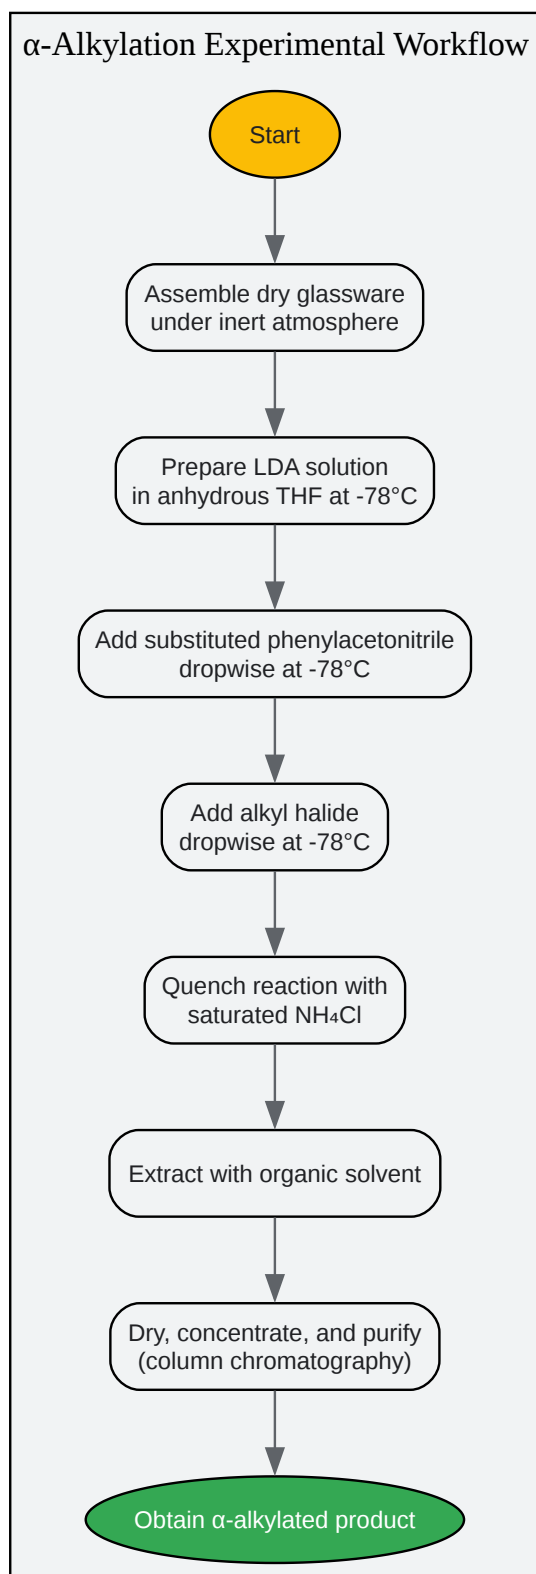 α-Alkylation Experimental Workflow
Start
Assemble dry glassware
under inert atmosphere
Prepare LDA solution
in anhydrous THF at -78°C
Add substituted phenylacetonitrile
dropwise at -78°C
Add alkyl halide
dropwise at -78°C
Quench reaction with
saturated NH₄Cl
Extract with organic solvent
Dry, concentrate, and purify
(column chromatography)
Obtain α-alkylated product